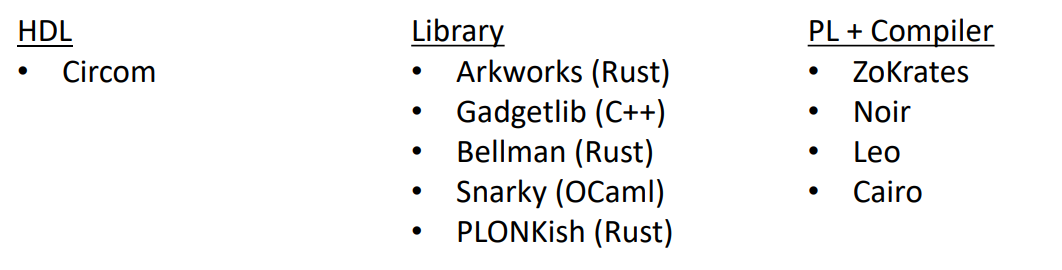 HDL
• Circom
Library
• Arkworks (Rust)
• Gadgetlib (C++)
• Bellman (Rust)
• Snarky (OCaml)
• PLONKish (Rust)
PL + Compiler
• ZoKrates
• Noir
• Leo
• Cairo